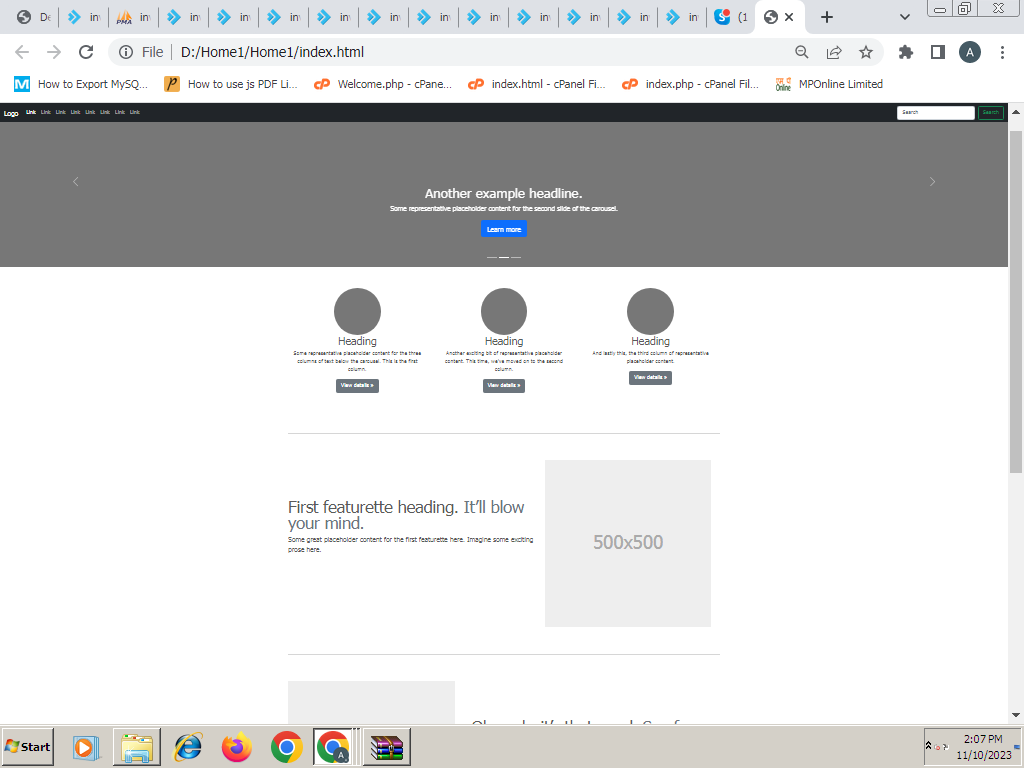 De
in
PMA
in
in
in
in
in
in
in
in
in
in
in
in
in
(1
File
D:/Home1/Home1/index.html
A
M
How to Export MySQ...
P
How to use js PDF Li...
cP
Welcome.php - cPane...
cP
index.html - cPanel Fi...
cP
index.php - cPanel Fil...
Online
MPOnline Limited
Logo
Link Link Link Link Link Link Link Link
Search
Search
Another example headline.
Some representative placeholder content for the second slide of the carousel.
Learn more
Heading
Some representative placeholder content for the three
columns of text below the carousel. This is the first
column.
View details »
Heading
Another exciting bit of representative placeholder
content. This time, we've moved on to the second
column.
View details »
Heading
And lastly this, the third column of representative
placeholder content.
View details »
First featurette heading. It'll blow
your mind.
Some great placeholder content for the first featurette here. Imagine some exciting
prose here.
500x500
Start
A
2:07 PM
11/10/2023